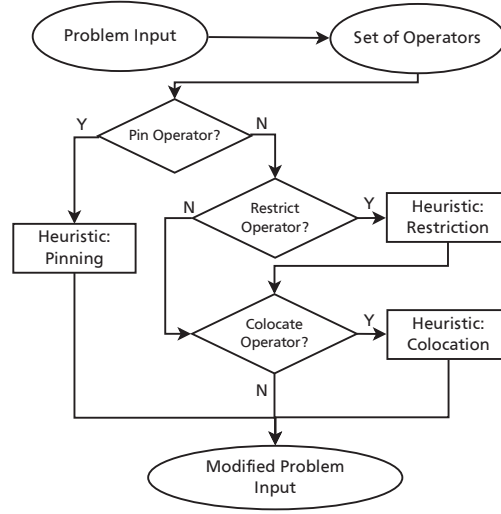 Problem Input
Set of Operators
Y
Pin Operator?
N
N
Restrict
Operator?
Y
Heuristic:
Restriction
Heuristic:
Pinning
Colocate
Operator?
Y
Heuristic:
Colocation
N
Modified Problem
Input